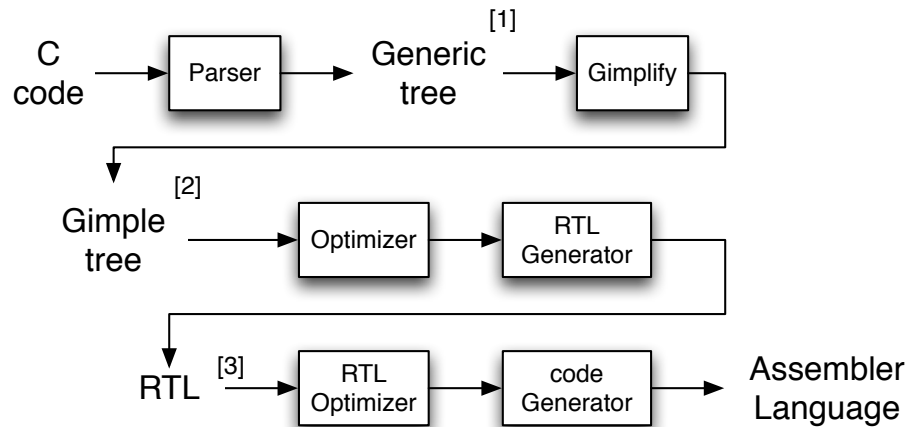 C
code
Parser
Generic
tree
[1]
Gimplify
Gimple
tree
[2]
Optimizer
RTL
Generator
RTL
[3]
RTL
Optimizer
code
Generator
Assembler
Language